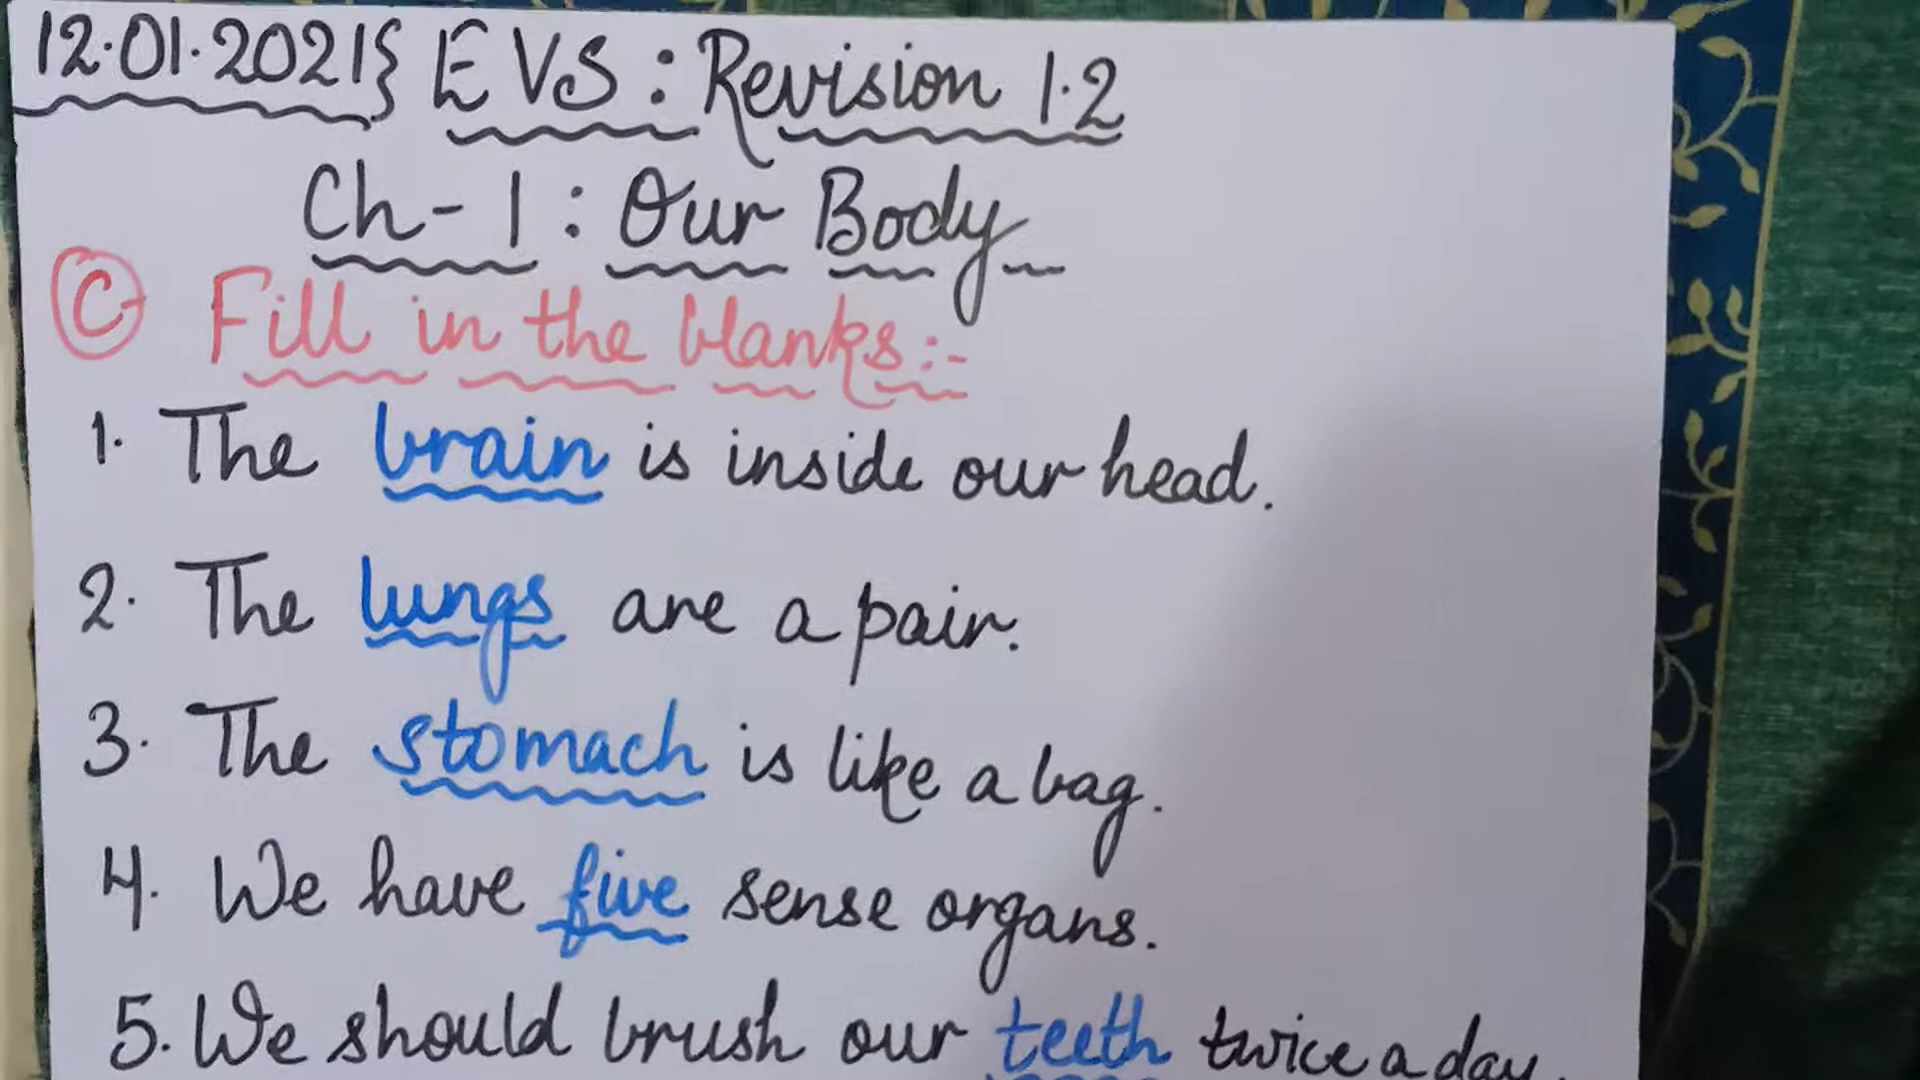 12.01.2021} EVS : Revision 1.2
Ch-1 : Our Body
C Fill in the blanks:-
1. The brain is inside our head.
2. The lungs are a pair.
3. The stomach is like a bag.
4. We have five sense organs.
5. We should brush our teeth twice a day.